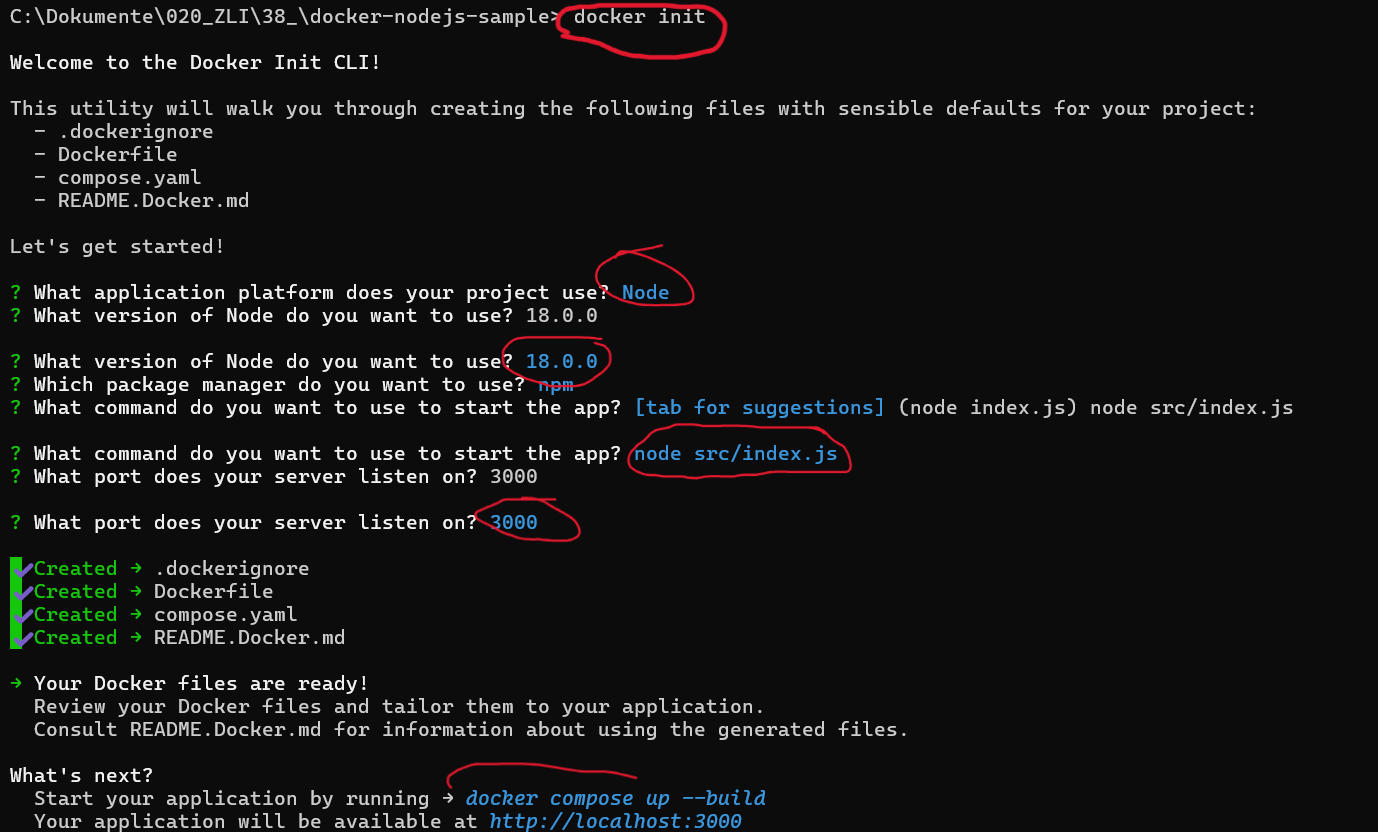 C:\Dokumente\020_ZLI\38_\docker-nodejs-sample> docker init
Welcome to the Docker Init CLI!
This utility will walk you through creating the following files with sensible defaults for your project:
- .dockerignore
- Dockerfile
- compose.yaml
- README.Docker.md
Let's get started!
? What application platform does your project use? Node
? What version of Node do you want to use? 18.0.0
? What version of Node do you want to use? 18.0.0
? Which package manager do you want to use? npm
? What command do you want to use to start the app? [tab for suggestions] (node index.js) node src/index.js
? What command do you want to use to start the app? node src/index.js
? What port does your server listen on? 3000
? What port does your server listen on? 3000
✔Created → .dockerignore
✔Created → Dockerfile
✔Created → compose.yaml
✔Created → README.Docker.md
→ Your Docker files are ready!
Review your Docker files and tailor them to your application.
Consult README.Docker.md for information about using the generated files.
What's next?
Start your application by running → docker compose up --build
Your application will be available at http://localhost:3000